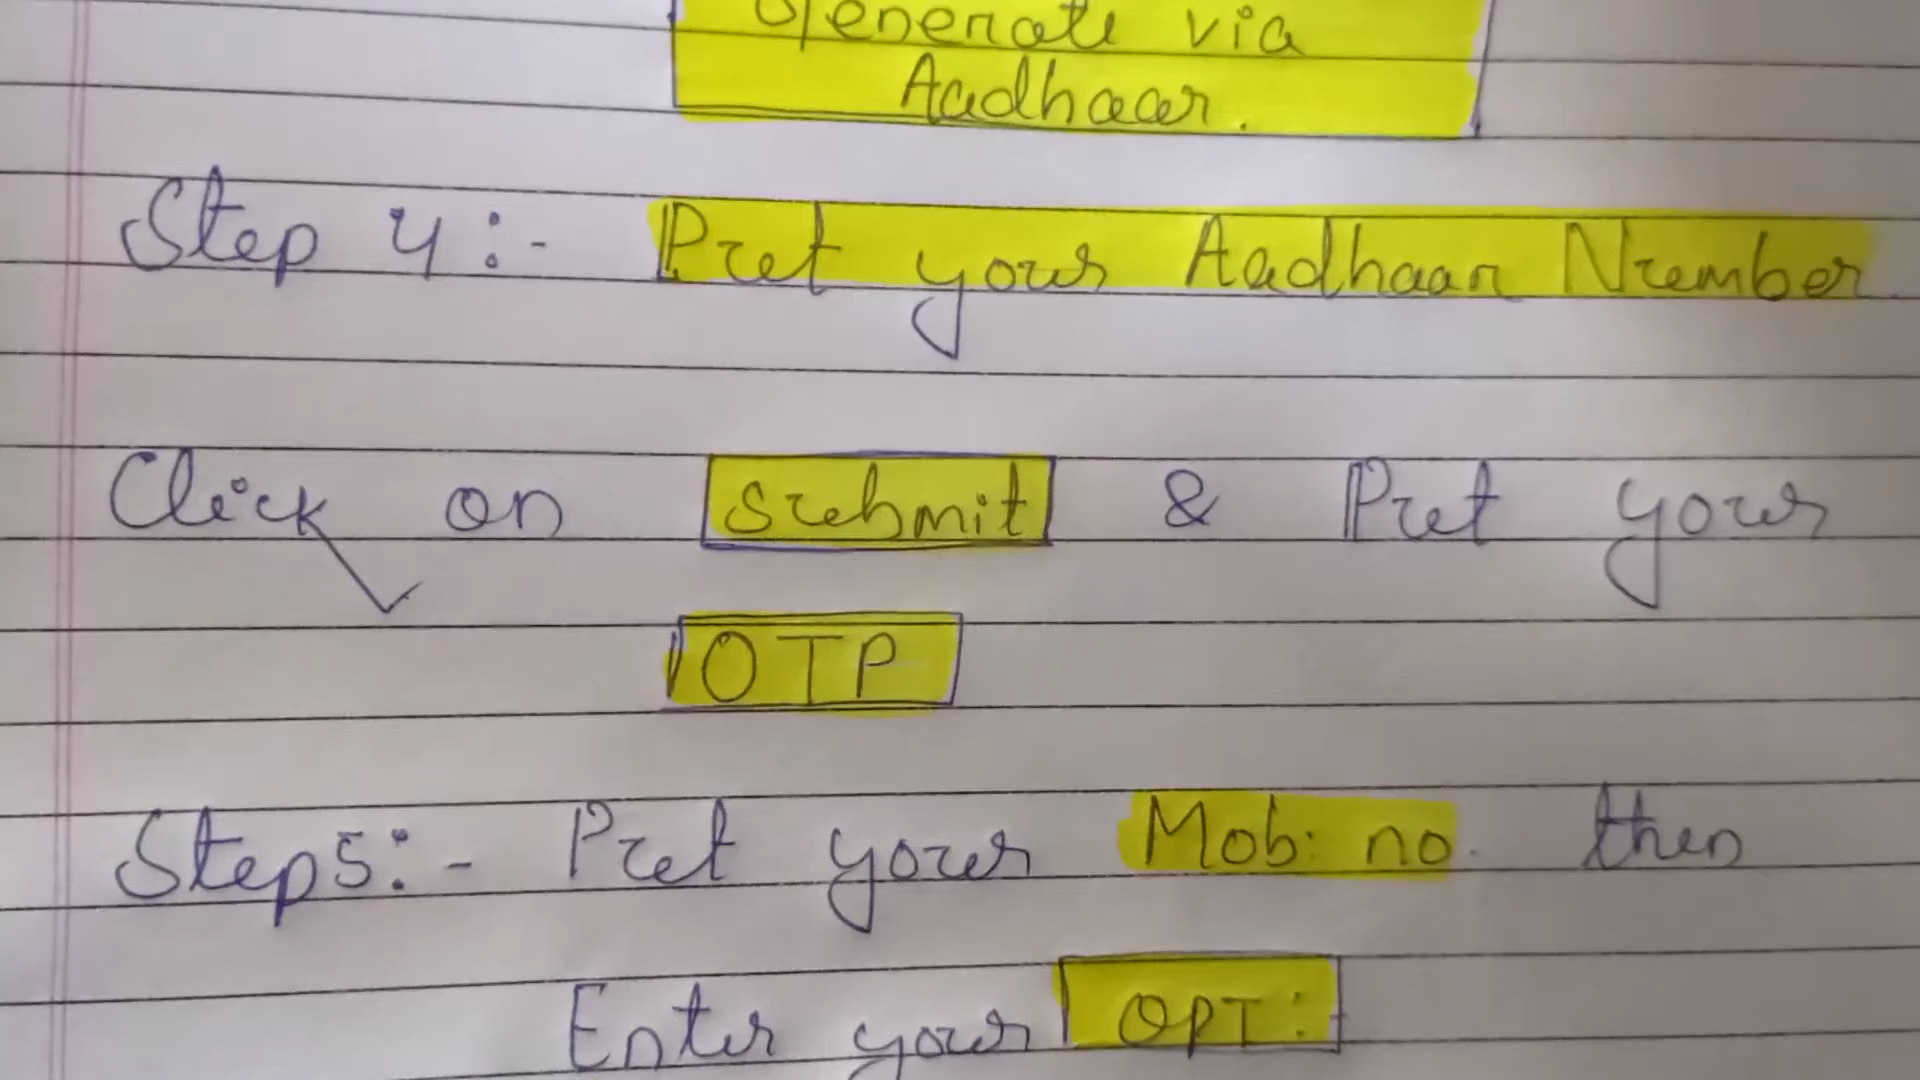 Generate via
Aadhaar.
Step 4:- Put your Aadhaar Number
Click on submit & Put your
OTP
Step5:- Put your Mob: no. then
Enter your OPT: